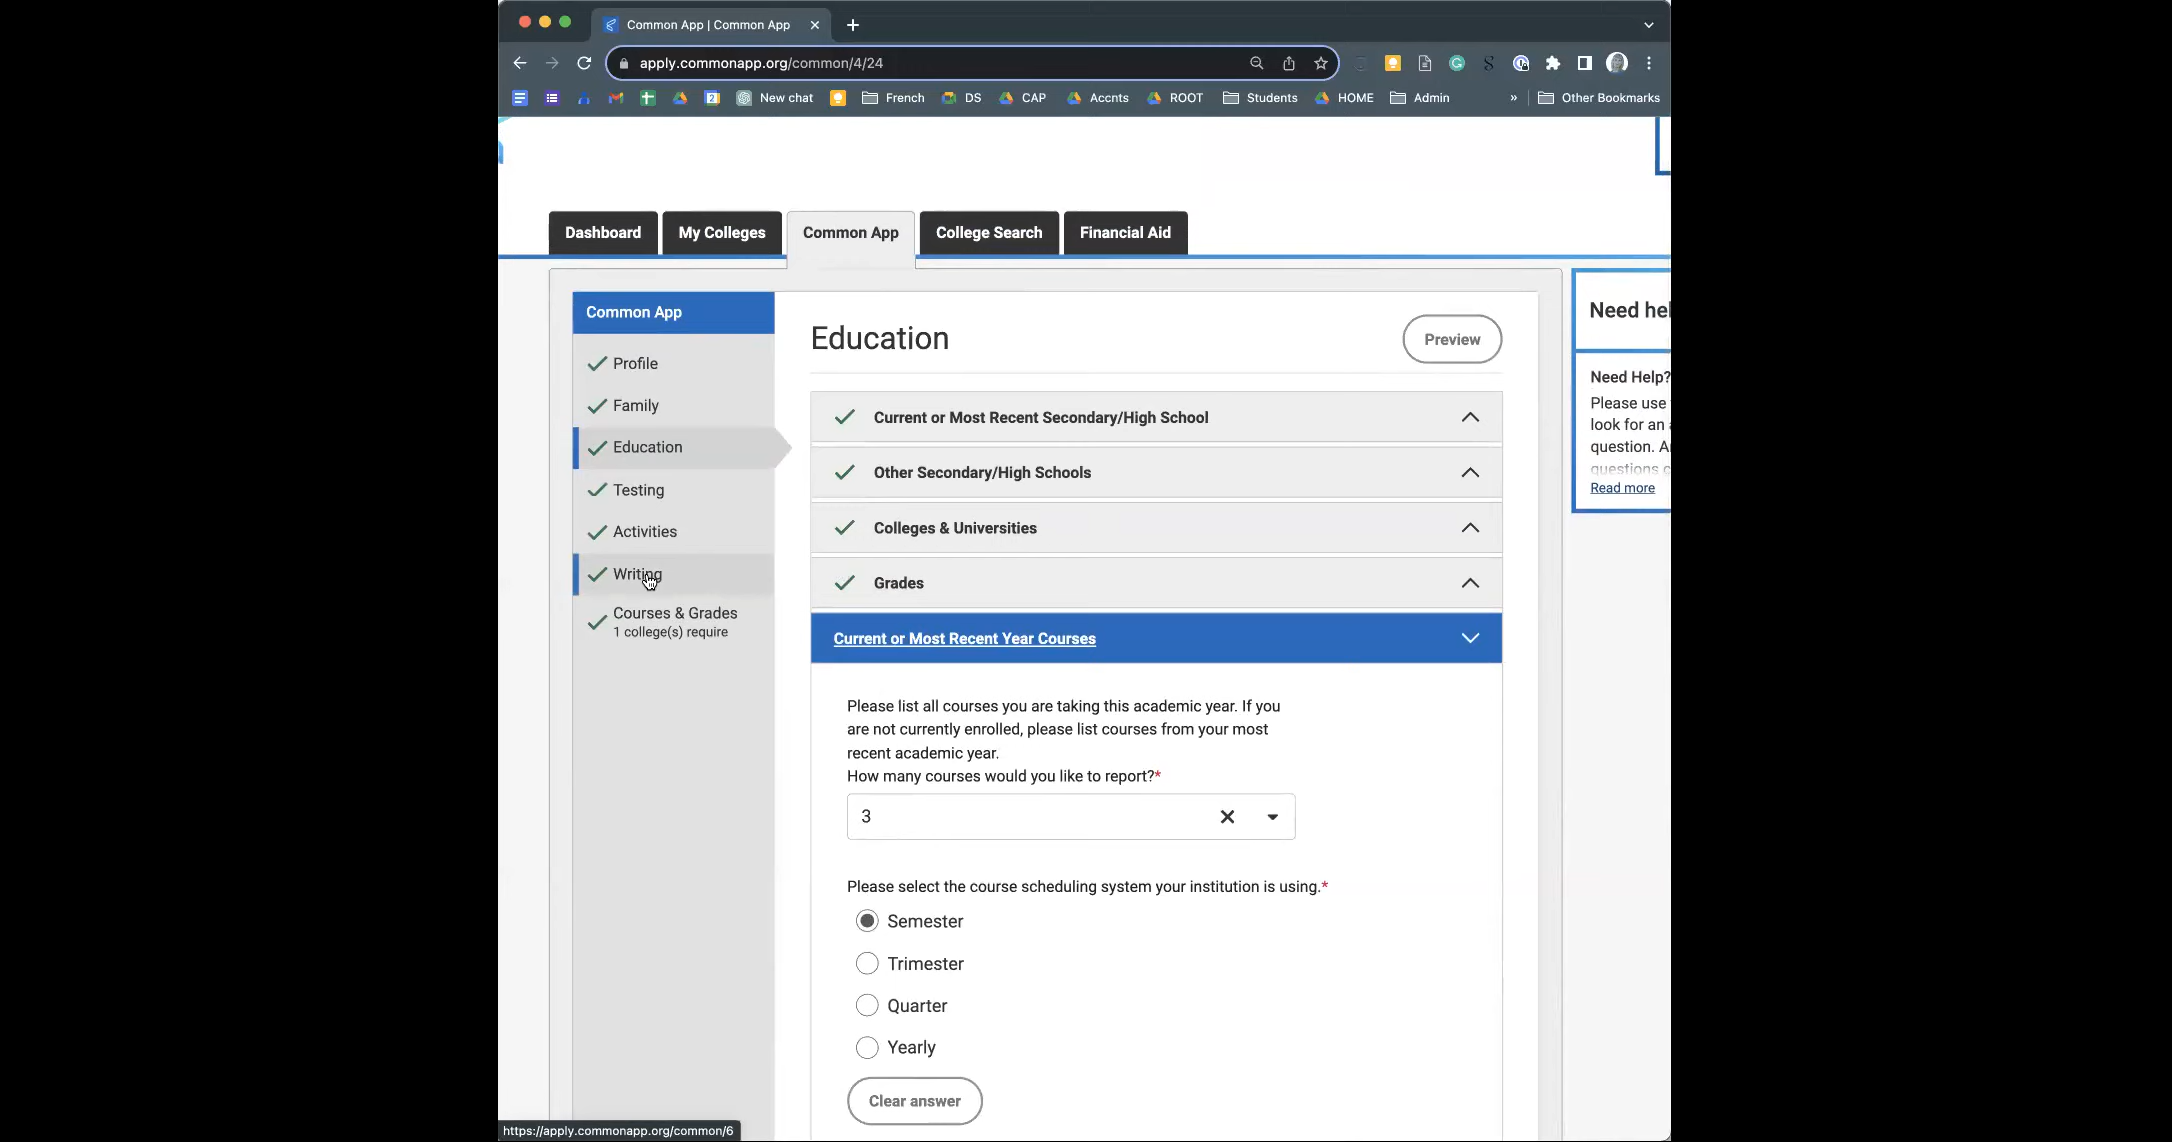 Common App | Common App
apply.commonapp.org/common/4/24
New chat French DS CAP Accnts ROOT Students HOME Admin » Other Bookmarks
Dashboard My Colleges Common App College Search Financial Aid
Common App
Profile
Family
Education
Testing
Activities
Writing
Courses & Grades
1 college(s) require
Education
Preview
Current or Most Recent Secondary/High School
Other Secondary/High Schools
Colleges & Universities
Grades
Current or Most Recent Year Courses
Please list all courses you are taking this academic year. If you
are not currently enrolled, please list courses from your most
recent academic year.
How many courses would you like to report?*
3
Please select the course scheduling system your institution is using.*
Semester
Trimester
Quarter
Yearly
Clear answer
Need hel
Need Help?
Please use
look for an
question. A
questions c
Read more
https://apply.commonapp.org/common/6